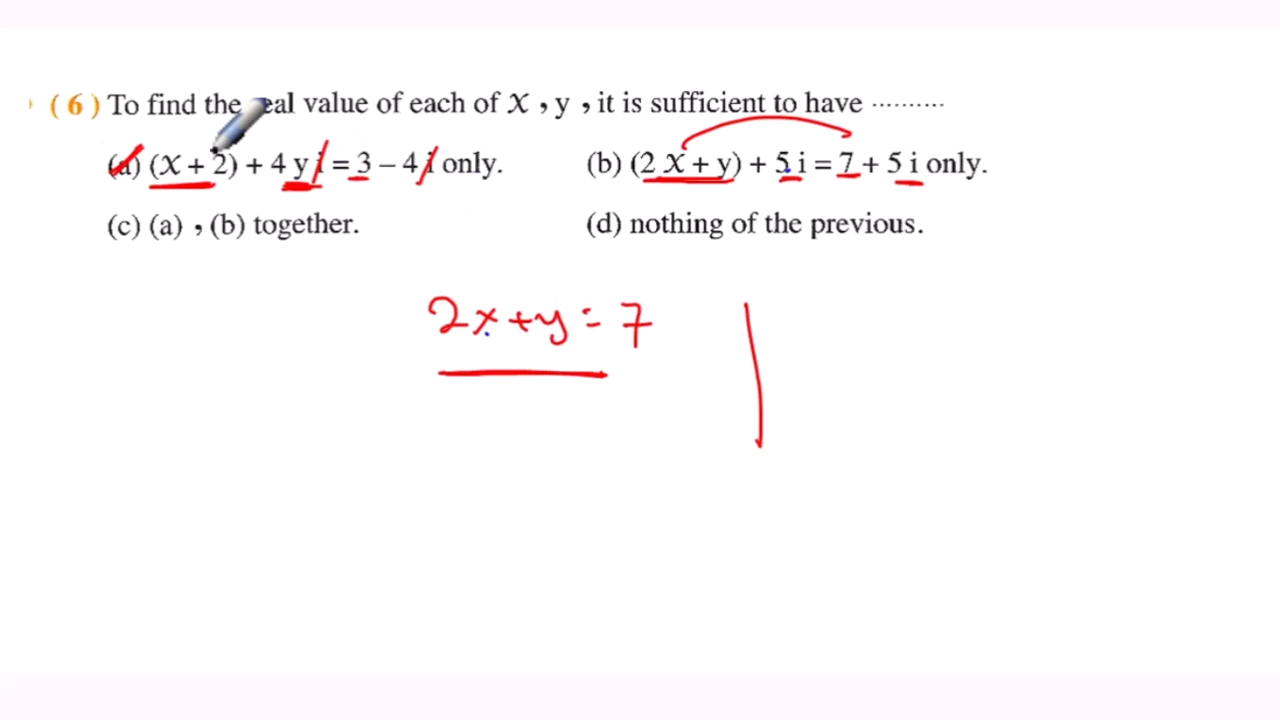 (6) To find the real value of each of X , y , it is sufficient to have ..........
(a) (X + 2) + 4 y i = 3 – 4 i only.
(b) (2 X + y) + 5 i = 7 + 5 i only.
(c) (a) , (b) together.
(d) nothing of the previous.
2x + y = 7